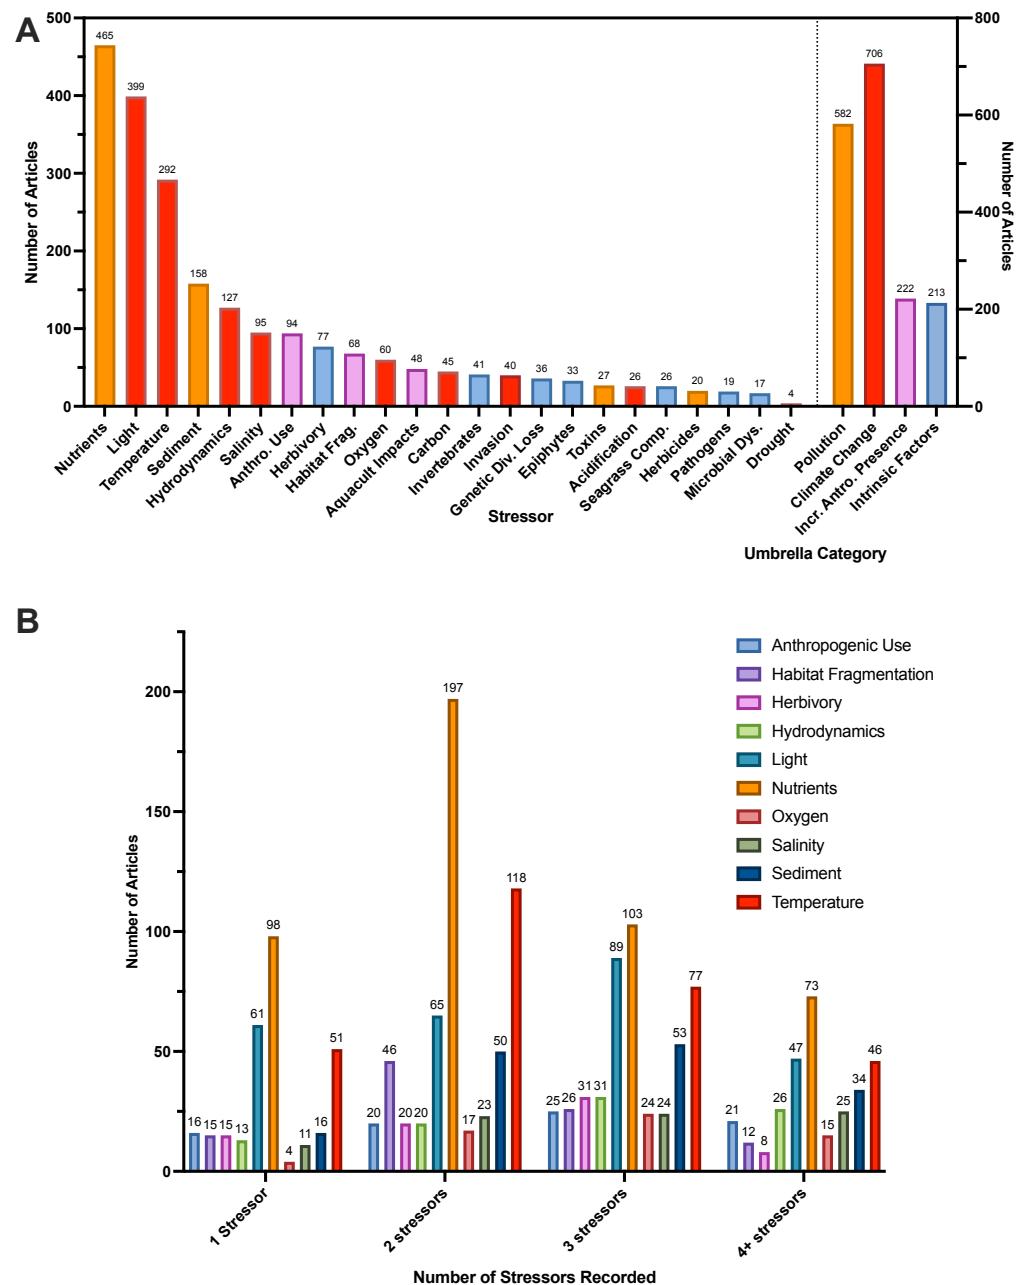 A
Number of Articles
500
400
300
200
100
0
465
399
292
158
127
95
94
77
68
60
48
45
41
40
36
33
27
26
26
20
19
17
4
582
706
222
213
800
600
400
200
0
Number of Articles
Nutrients
Light
Temperature
Sediment
Hydrodynamics
Salinity
Anthro. Use
Herbivory
Habitat Frag.
Oxygen
Aquacult Impacts
Carbon
Invertebrates
Invasion
Genetic Div. Loss
Epiphytes
Toxins
Acidification
Seagrass Comp.
Herbicides
Pathogens
Microbial Dys.
Drought
Pollution
Climate Change
Incr. Antro. Presence
Intrinsic Factors
Stressor
Umbrella Category
B
Number of Articles
200
150
100
50
0
16
15
15
13
61
98
4
11
16
51
20
46
20
20
65
197
17
23
50
118
25
26
31
31
89
103
24
24
53
77
21
12
8
26
47
73
15
25
34
46
Anthropogenic Use
Habitat Fragmentation
Herbivory
Hydrodynamics
Light
Nutrients
Oxygen
Salinity
Sediment
Temperature
1 Stressor
2 stressors
3 stressors
4+ stressors
Number of Stressors Recorded